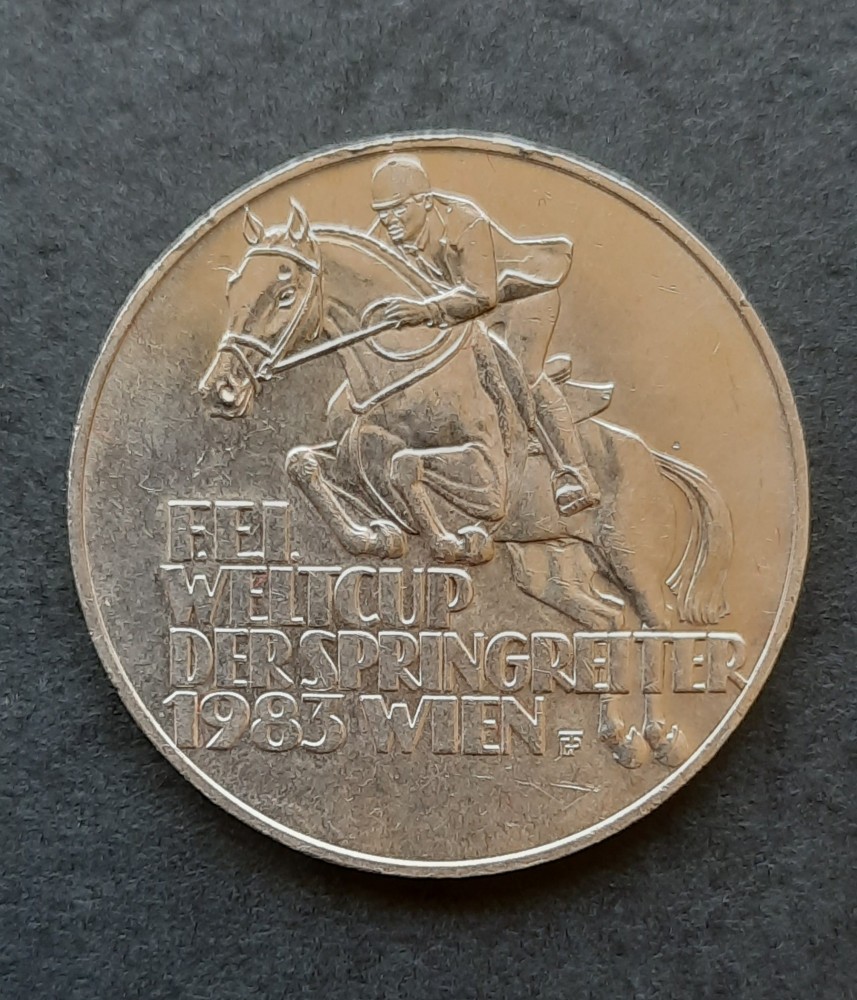 F.E.I.
WELTCUP
DER SPRINGREITER
1983 WIEN